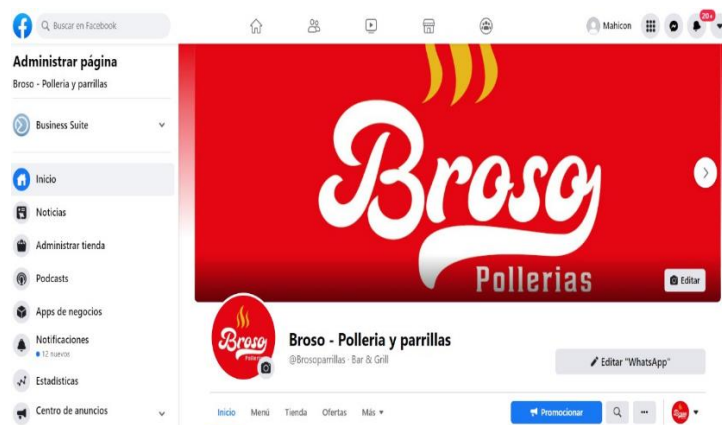 Buscar en Facebook
Mahicon
20+
Administrar página
Broso - Polleria y parrillas
Business Suite
Inicio
Noticias
Administrar tienda
Podcasts
Apps de negocios
Notificaciones
12 nuevos
Estadísticas
Centro de anuncios
Broso
Pollerias
Editar
Broso
Pollerias
Broso - Polleria y parrillas
@Brosoparrillas · Bar & Grill
Editar "WhatsApp"
Inicio Menú Tienda Ofertas Más
Promocionar